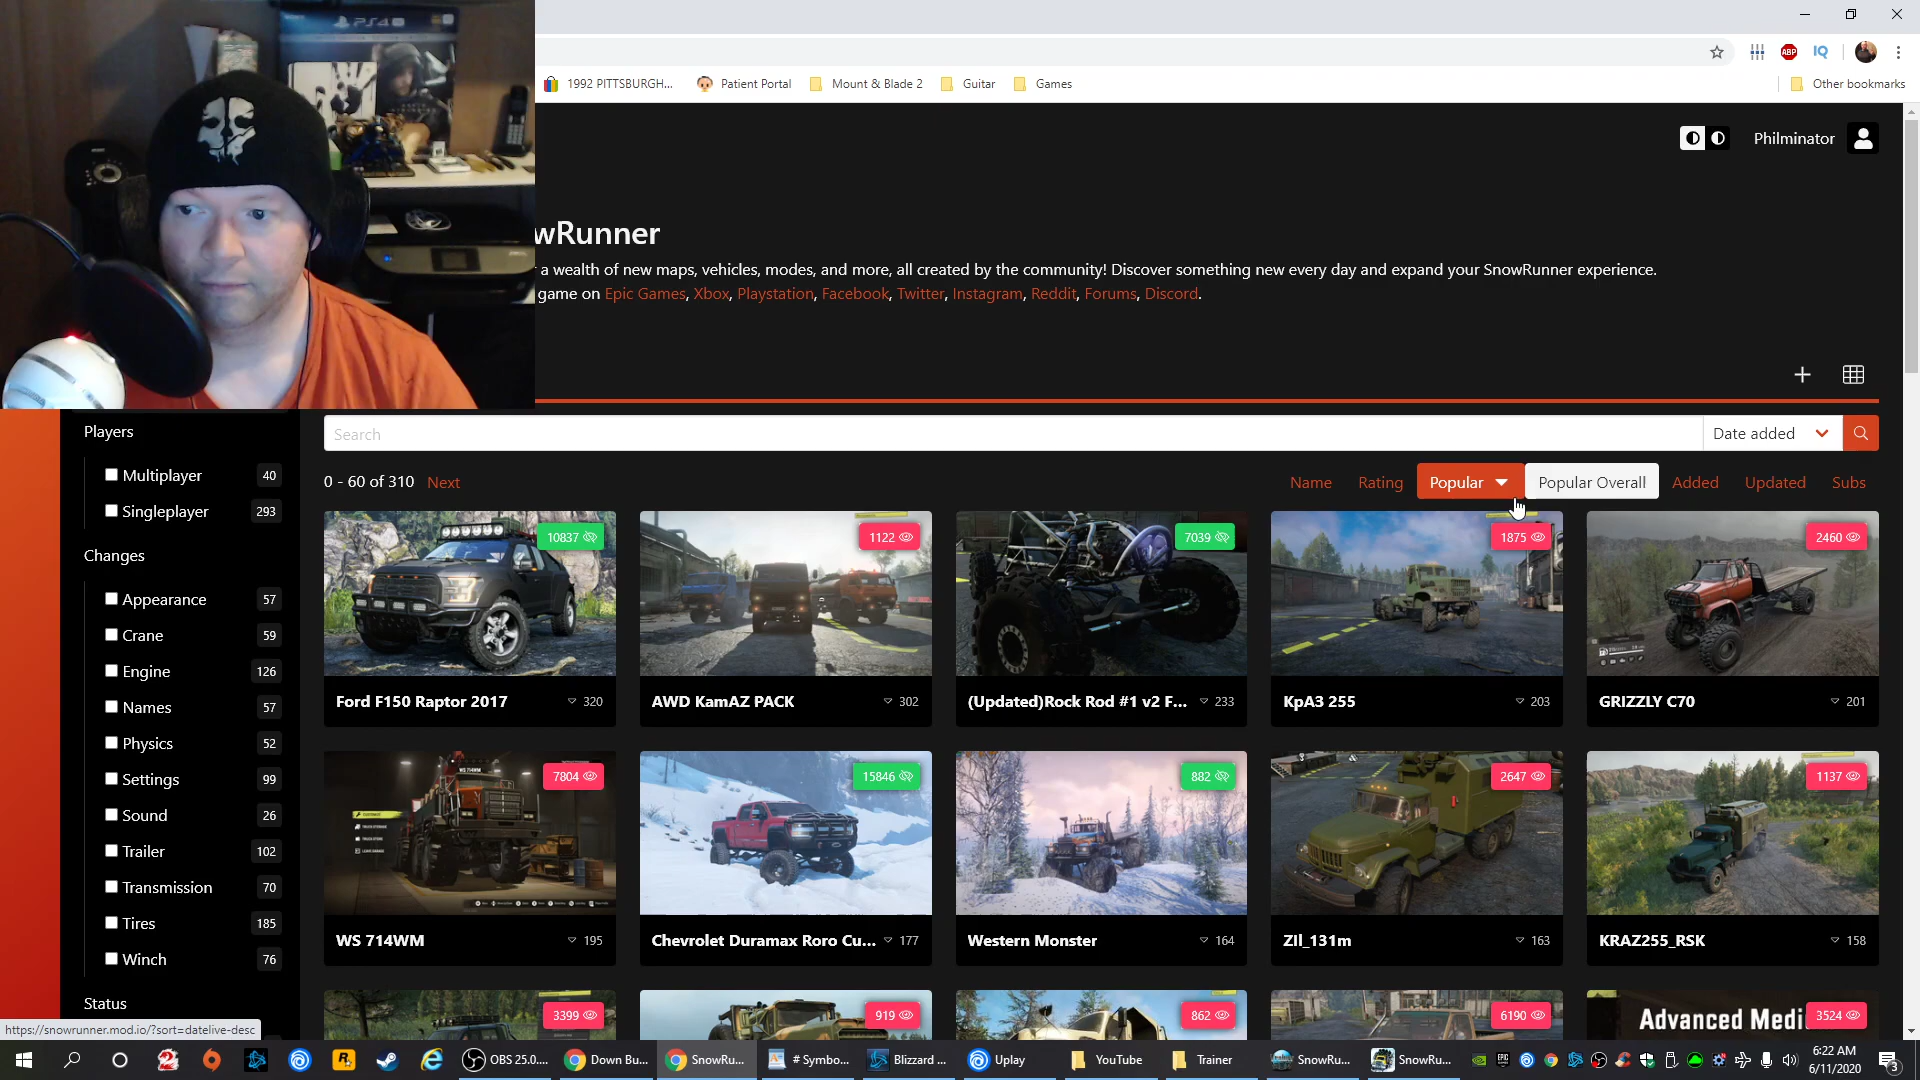 PS4
1992 PITTSBURGH...
Patient Portal
Mount & Blade 2
Guitar
Games
Other bookmarks
ABP
IQ
Philminator
wRunner
a wealth of new maps, vehicles, modes, and more, all created by the community! Discover something new every day and expand your SnowRunner experience.
game on Epic Games, Xbox, Playstation, Facebook, Twitter, Instagram, Reddit, Forums, Discord.
Players
Multiplayer 40
Singleplayer 293
Changes
Appearance 57
Crane 59
Engine 126
Names 57
Physics 52
Settings 99
Sound 26
Trailer 102
Transmission 70
Tires 185
Winch 76
Status
Search
Date added
0 - 60 of 310 Next
Name Rating Popular Popular Overall Added Updated Subs
10837
1122
7039
1875
2460
Ford F150 Raptor 2017 320
AWD KamAZ PACK 302
(Updated)Rock Rod #1 v2 F... 233
КрАЗ 255 203
GRIZZLY C70 201
7804
15846
882
2647
1137
WS 714WM
WS 714WM 195
Chevrolet Duramax Roro Cu... 177
Western Monster 164
ZIl_131m 163
KRAZ255_RSK 158
3399
919
862
6190
Advanced Medi
3524
https://snowrunner.mod.io/?sort=datelive-desc
OBS 25.0....
Down Bu...
SnowRu...
# Symbo...
Blizzard ...
Uplay
YouTube
Trainer
SnowRu...
SnowRu...
6:22 AM
6/11/2020
3